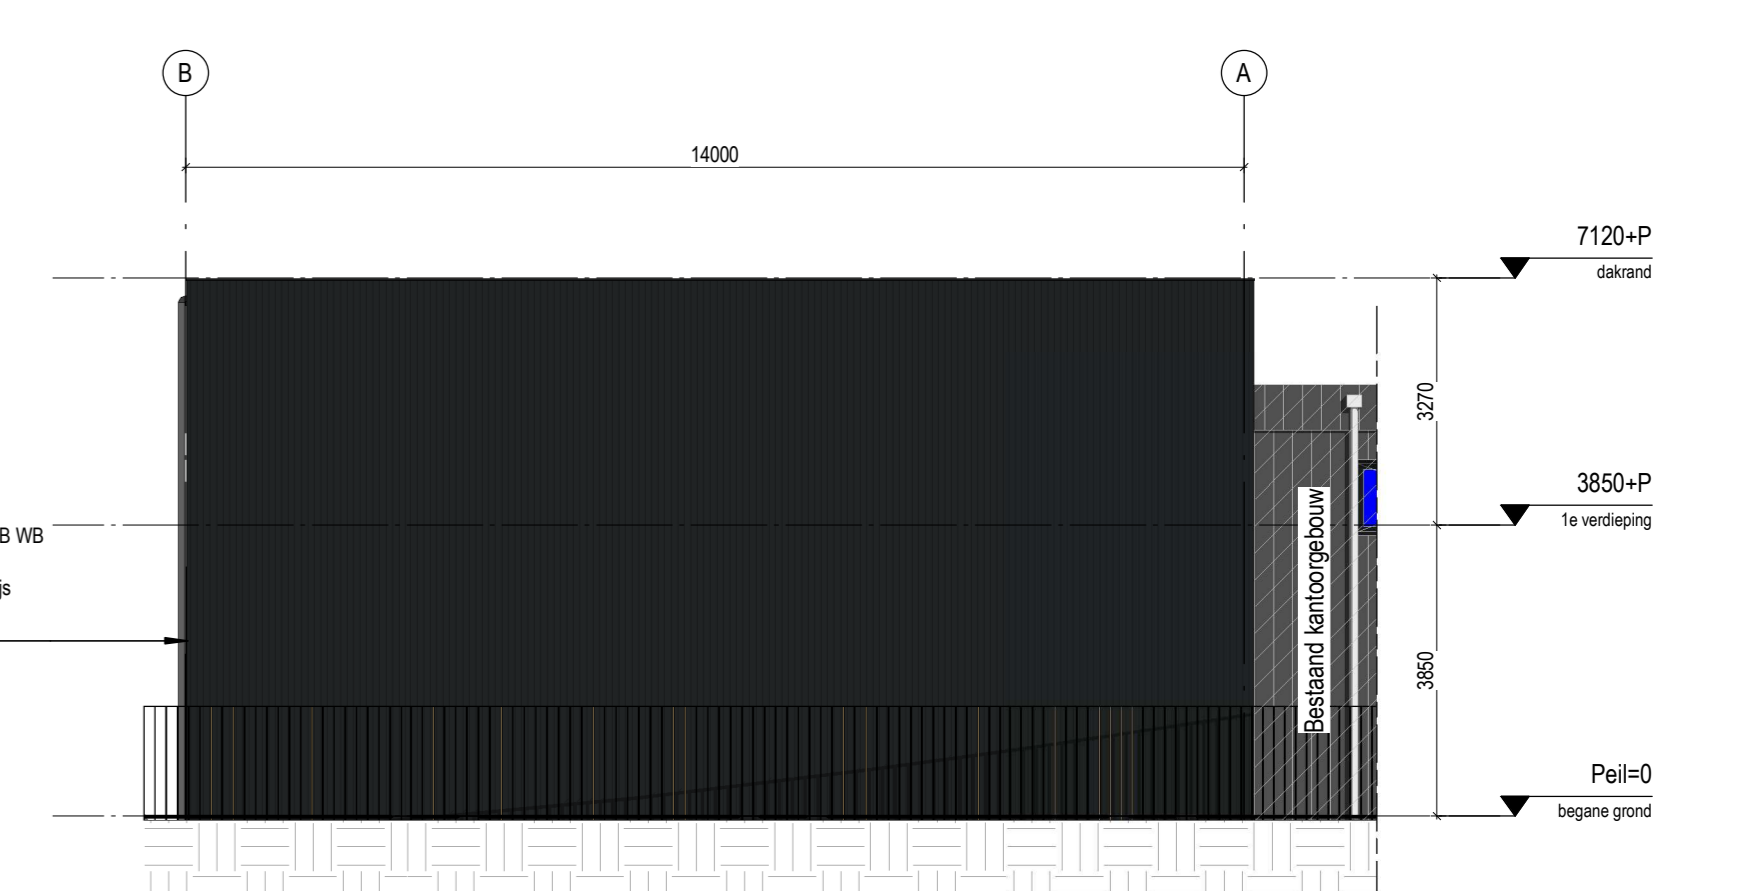 B
A
14000
7120+P
dakrand
3270
3850+P
1e verdieping
B WB
js
Bestaand kantoorgebouw
3850
Peil=0
begane grond